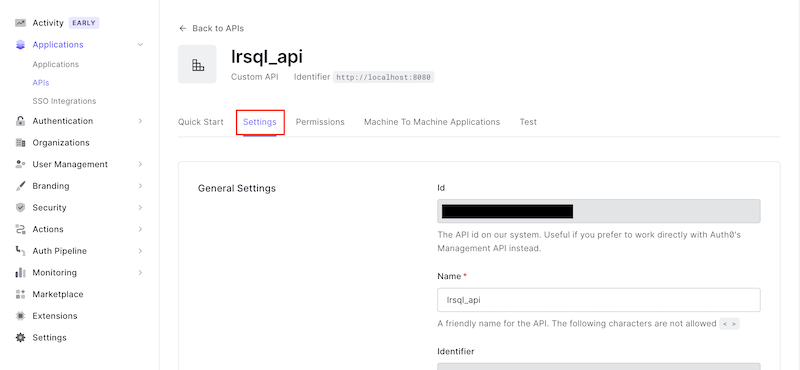 Activity EARLY
Applications
Applications
APIs
SSO Integrations
Authentication
Organizations
User Management
Branding
Security
Actions
Auth Pipeline
Monitoring
Marketplace
Extensions
Settings
← Back to APIs
lrsql_api
Custom API Identifier http://localhost:8080
Quick Start Settings Permissions Machine To Machine Applications Test
General Settings
Id
The API id on our system. Useful if you prefer to work directly with Auth0's
Management API instead.
Name *
lrsql_api
A friendly name for the API. The following characters are not allowed < >
Identifier